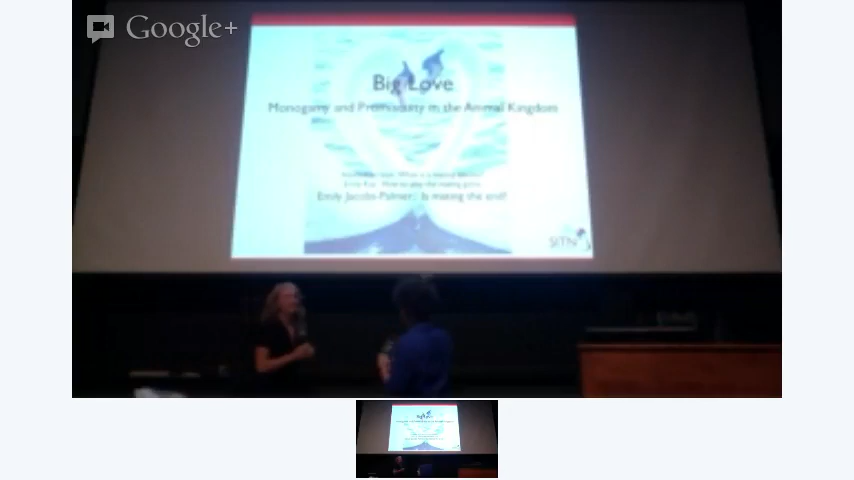 Google+
Big Love
Monogamy and Promiscuity in the Animal Kingdom
Emily Jacobs-Palmer: Is mating the end?
SITN